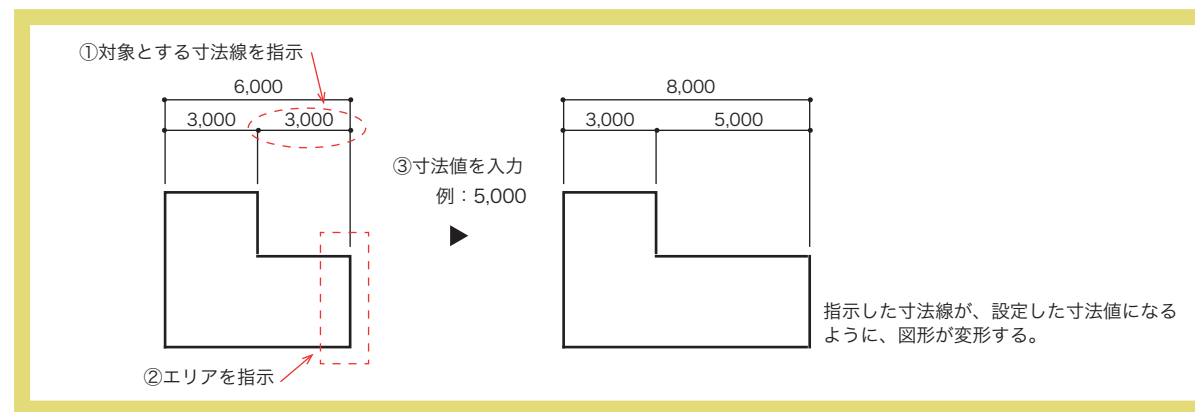 ①対象とする寸法線を指示
6,000
3,000
3,000
②エリアを指示
③寸法値を入力
例：5,000
8,000
3,000
5,000
指示した寸法線が、設定した寸法値になる
ように、図形が変形する。